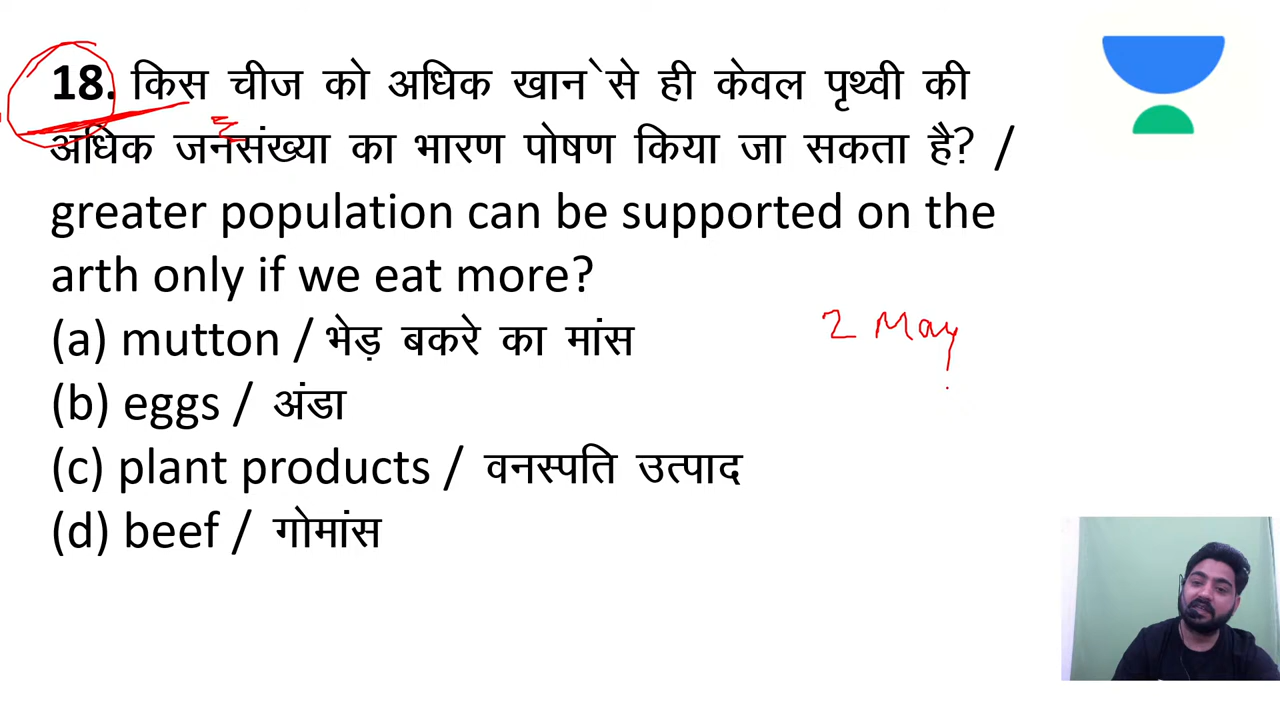 18. किस चीज को अधिक खान`से ही केवल पृथ्वी की
अधिक जनसंख्या का भारण पोषण किया जा सकता है? /
greater population can be supported on the
arth only if we eat more?
(a) mutton / भेड़ बकरे का मांस
2 May
(b) eggs / अंडा
(c) plant products / वनस्पति उत्पाद
(d) beef / गोमांस